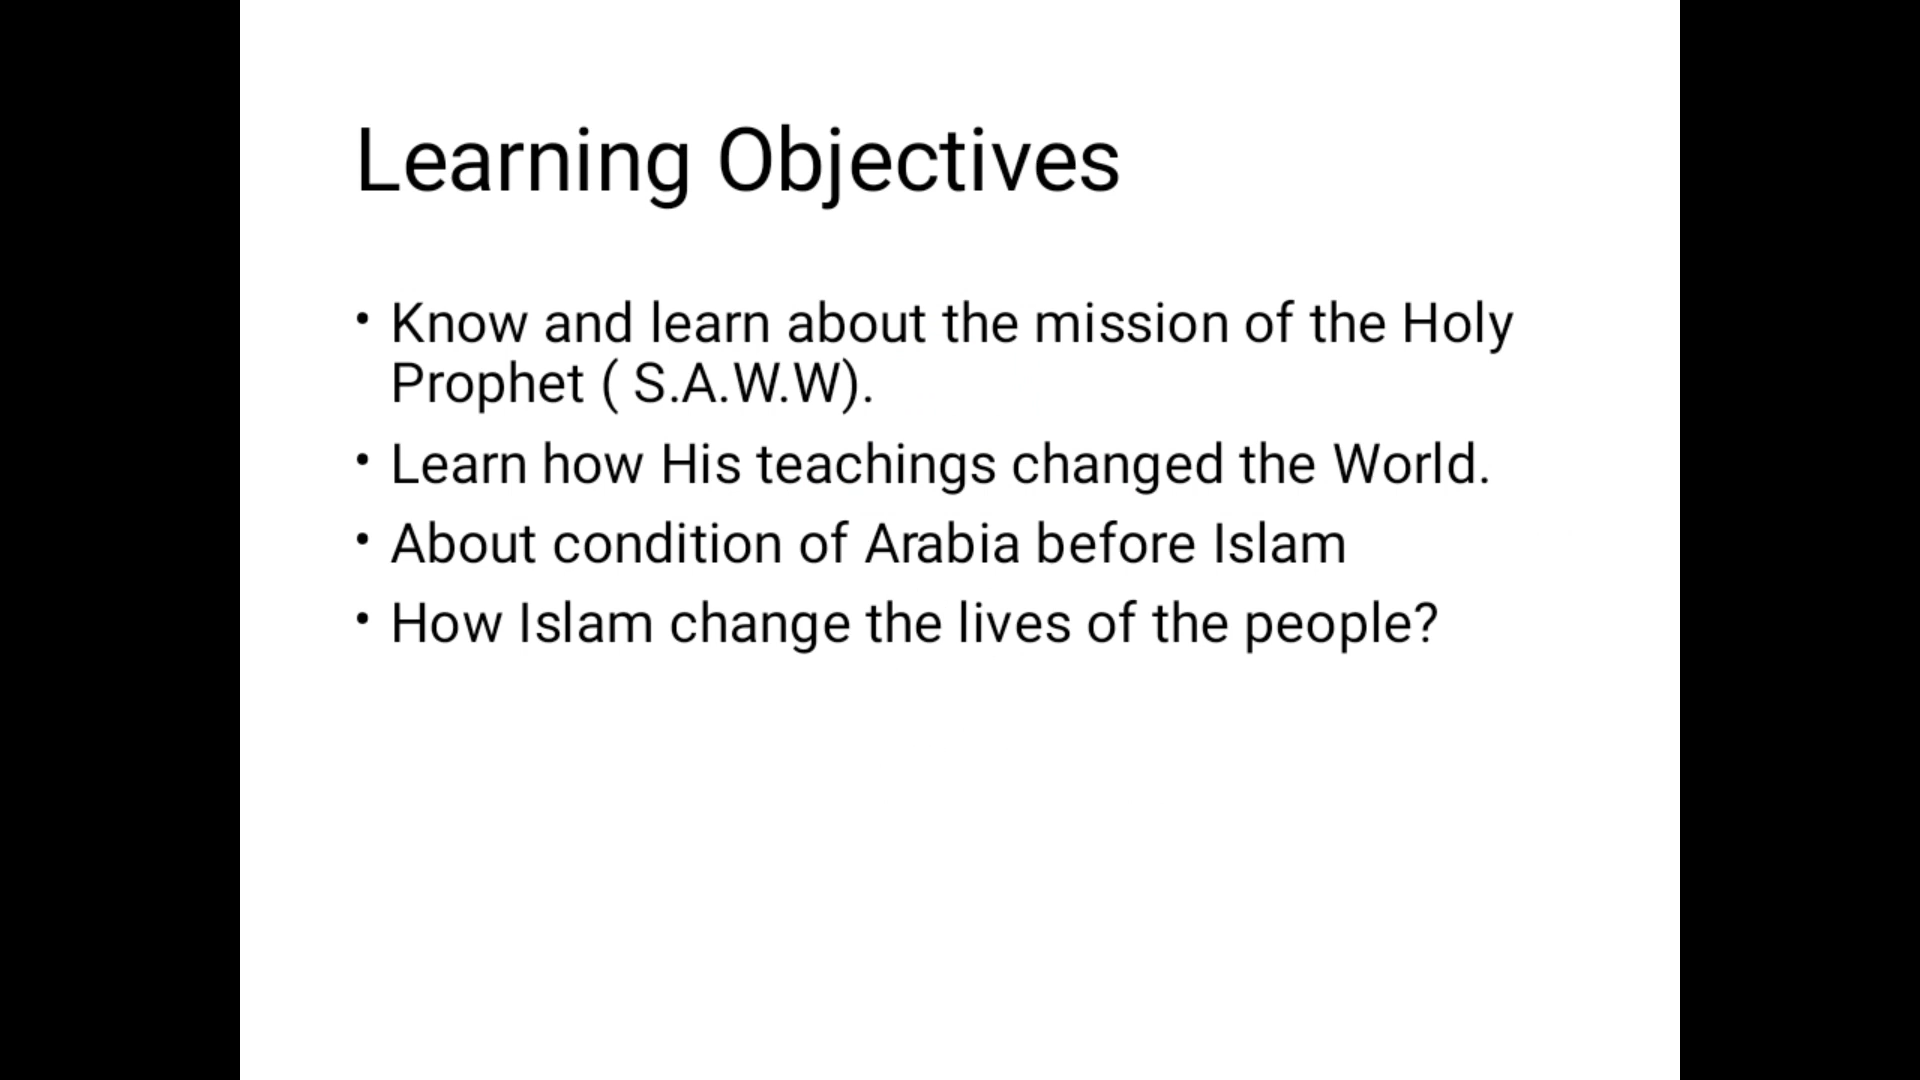 Learning Objectives
• Know and learn about the mission of the Holy
Prophet ( S.A.W.W).
• Learn how His teachings changed the World.
• About condition of Arabia before Islam
• How Islam change the lives of the people?